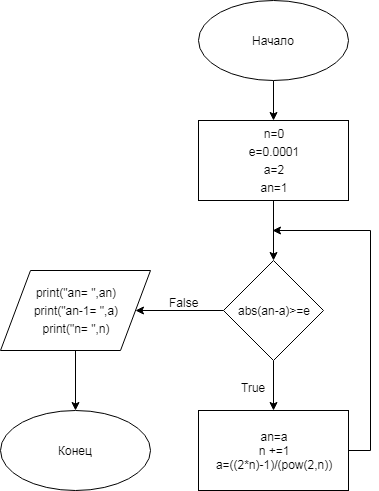 Начало
n=0
e=0.0001
a=2
an=1
abs(an-a)>=e
False
True
print("an= ",an)
print("an-1= ",a)
print("n= ",n)
Конец
an=a
n +=1
a=((2*n)-1)/(pow(2,n))